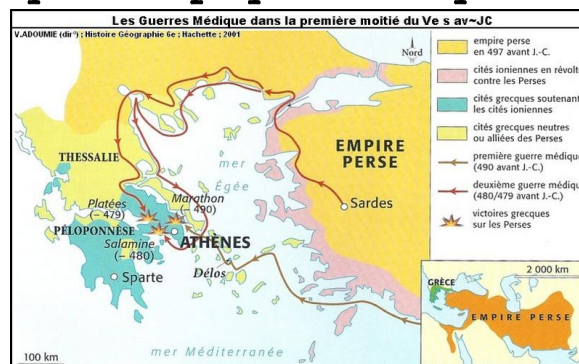 Les Guerres Médique dans la première moitié du Ve s av~JC
V.ADOUMIE (dir°); Histoire Géographie 6e ; Hachette ; 2001
Nord
empire perse
en 497 avant J.-C.
cités ioniennes en révolte
contre les Perses
cités grecques soutenant
les cités ioniennes
cités grecques neutres
ou alliées des Perses
première guerre médique
(490 avant J.-C.)
deuxième guerre médique
(480/479 avant J.-C.)
victoires grecques
sur les Perses
THESSALIE
mer
Égée
EMPIRE
PERSE
Sardes
Platées
(– 479)
Marathon
(– 490)
PÉLOPONNÈSE
ATHÈNES
Salamine
(– 480)
Délos
Sparte
mer Méditerranée
100 km
2 000 km
GRÈCE
EMPIRE PERSE